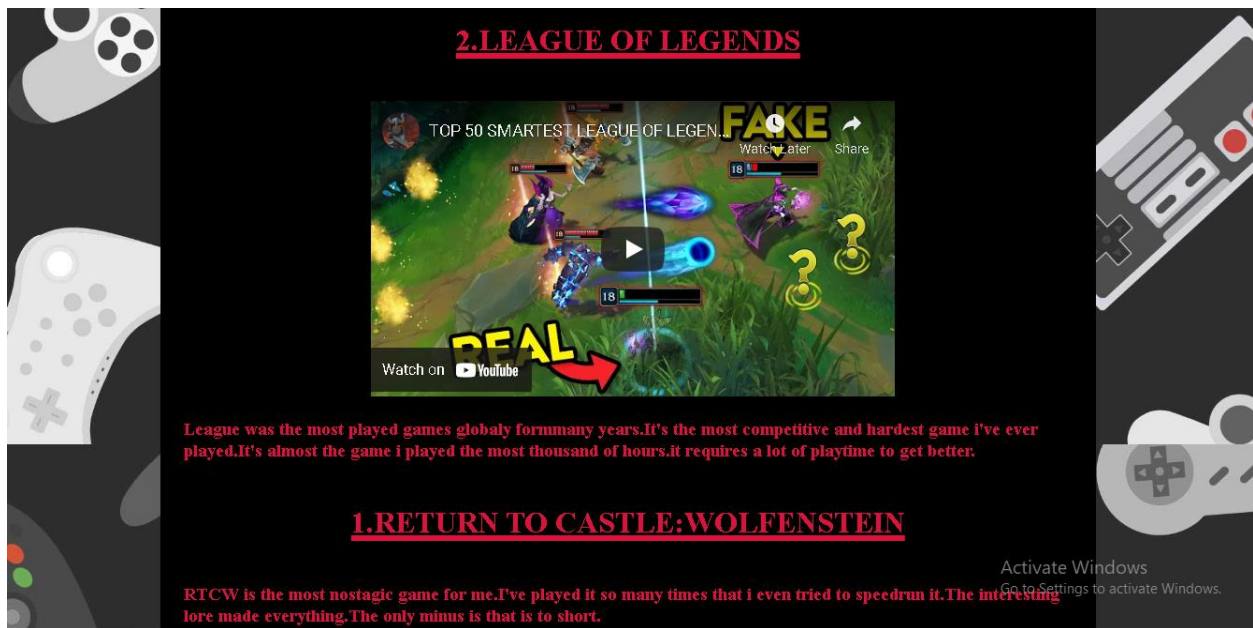 2.LEAGUE OF LEGENDS
TOP 50 SMARTEST LEAGUE OF LEGEN...
FAKE
Watch Later
Share
18
18
18
18
18
REAL
Watch on YouTube
League was the most played games globaly formmany years.It's the most competitive and hardest game i've ever
played.It's almost the game i played the most thousand of hours.it requires a lot of playtime to get better.
1.RETURN TO CASTLE:WOLFENSTEIN
Activate Windows
Go to Settings to activate Windows.
RTCW is the most nostagic game for me.I've played it so many times that i even tried to speedrun it.The interesting
lore made everything.The only minus is that is to short.